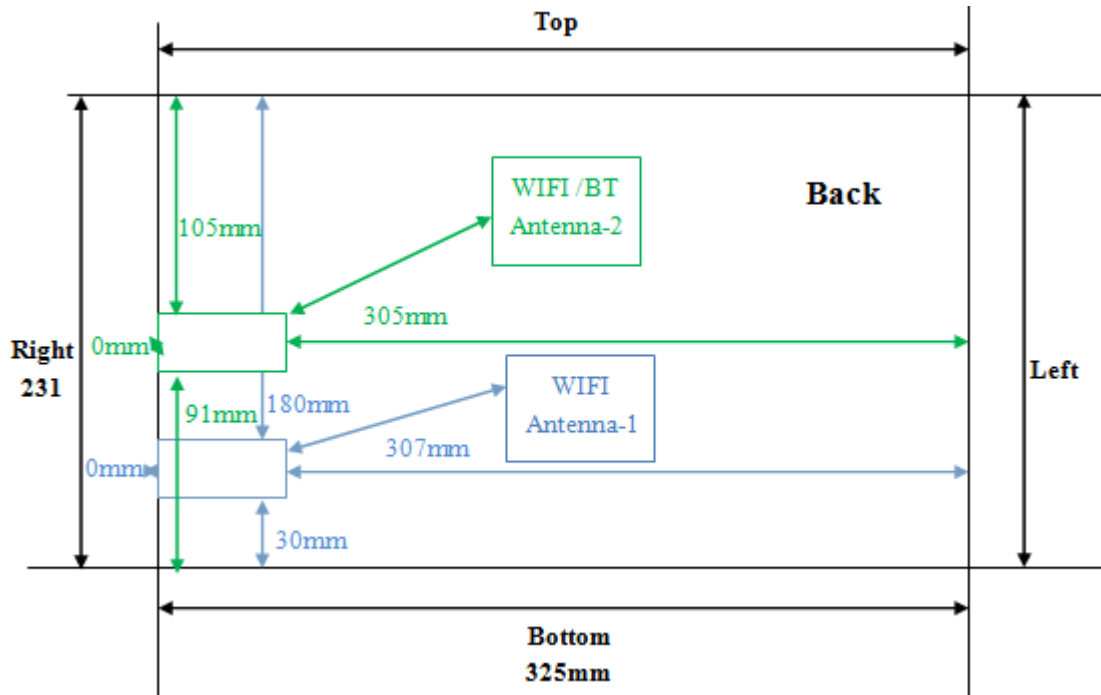 Top
WIFI /BT
Antenna-2
Back
105mm
305mm
0mm
Right
231
WIFI
Antenna-1
Left
180mm
91mm
307mm
0mm
30mm
Bottom
325mm